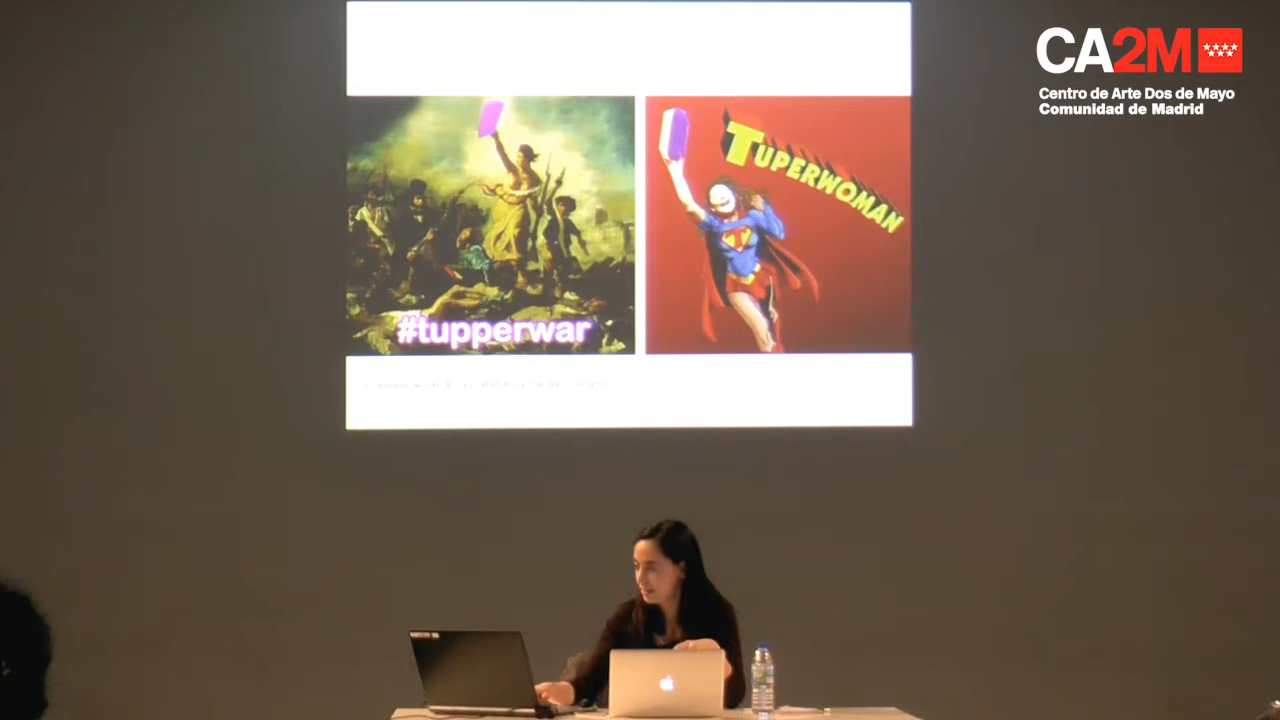 CA2M
Centro de Arte Dos de Mayo
Comunidad de Madrid
TUPERWOMAN
T
#tupperwar